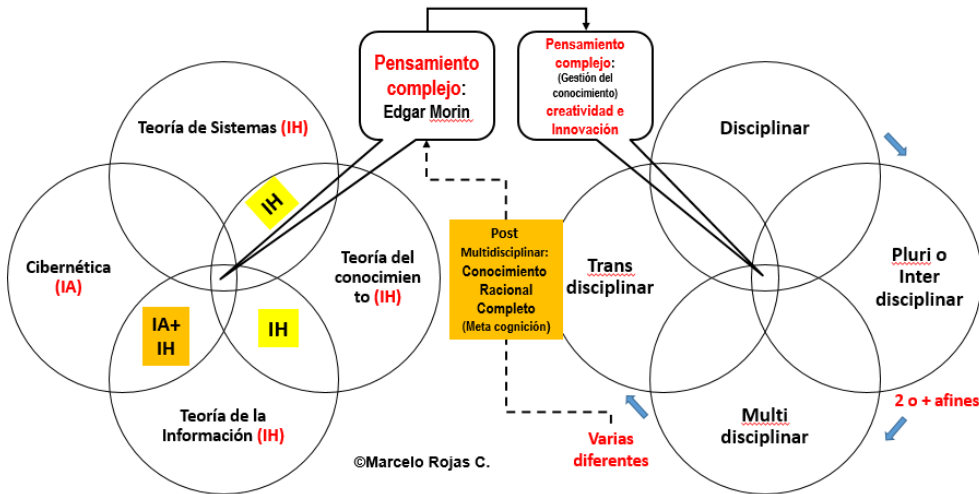 Pensamiento
complejo:
Edgar Morin
Pensamiento
complejo:
(Gestión del
conocimiento)
creatividad e
Innovación
Teoría de Sistemas (IH)
IH
Cibernética
(IA)
Teoría del
conocimien
to (IH)
IA+
IH
IH
Teoría de la
Información (IH)
Post
Multidisciplinar:
Conocimiento
Racional
Completo
(Meta cognición)
Disciplinar
Trans
disciplinar
Pluri o
Inter
disciplinar
Multi
disciplinar
2 o + afines
Varias
diferentes
©Marcelo Rojas C.